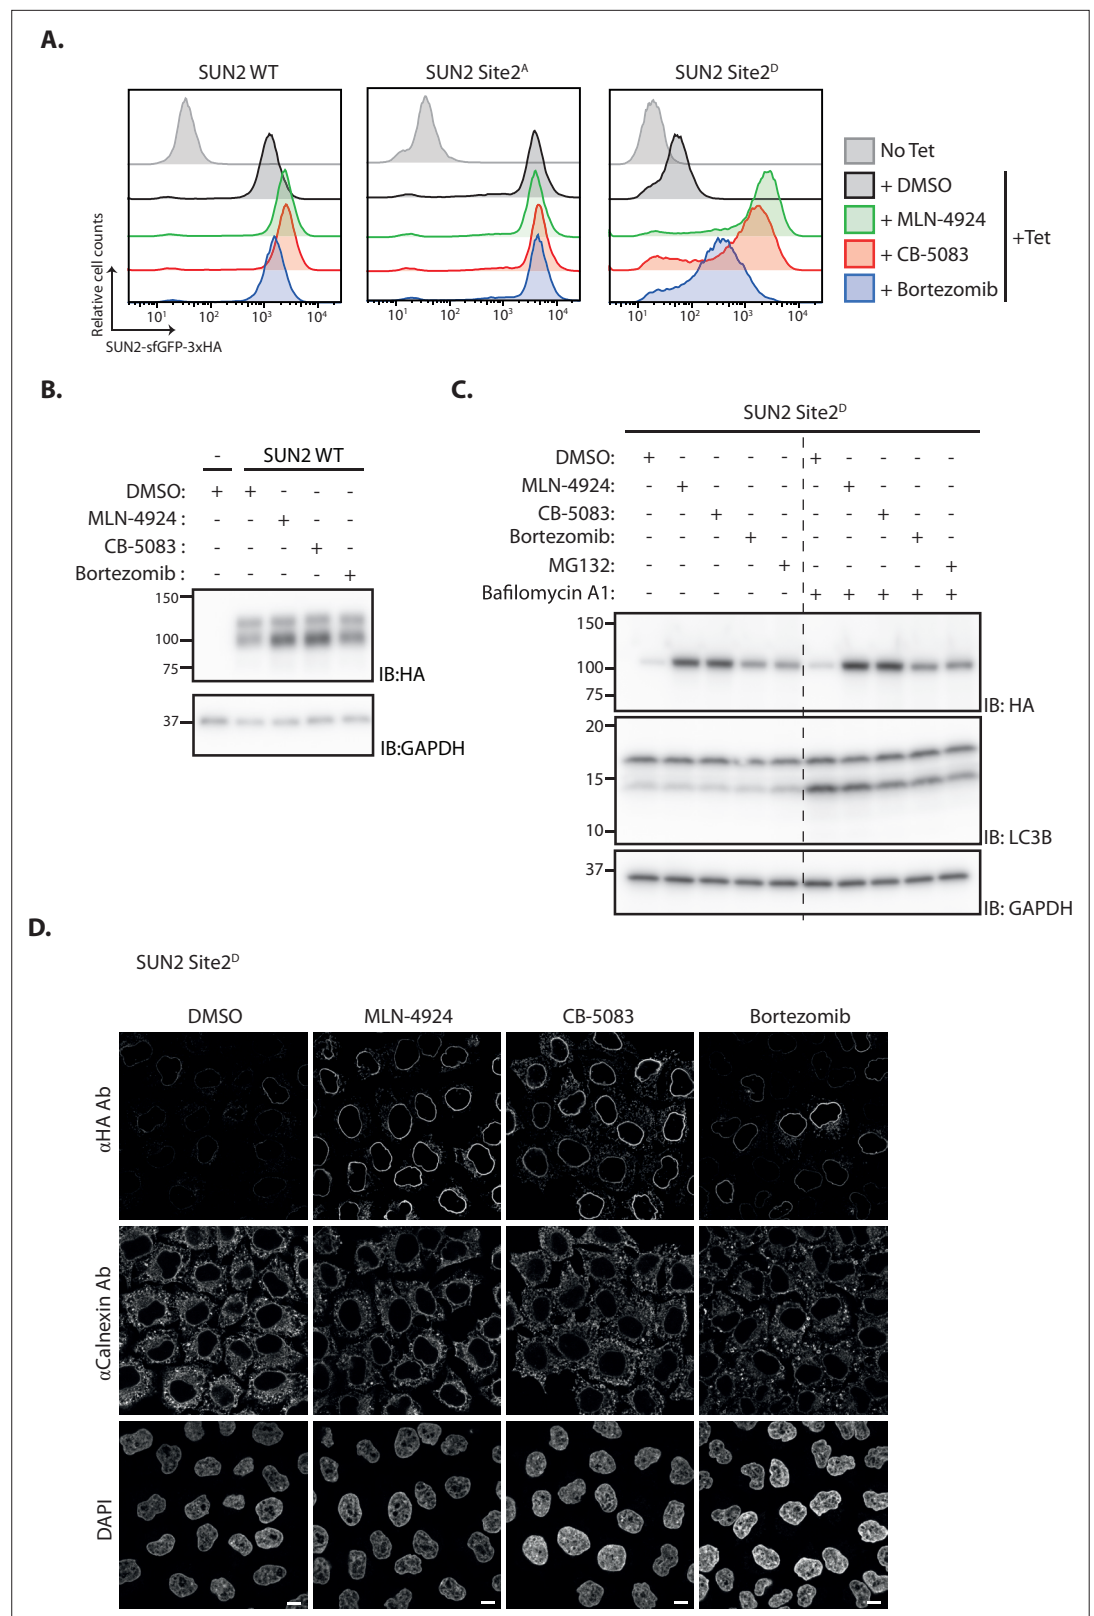 A.
SUN2 WT
SUN2 Site2ᴬ
SUN2 Site2ᴰ
Relative cell counts
10¹ 10² 10³ 10⁴
10¹ 10² 10³ 10⁴
10¹ 10² 10³ 10⁴
SUN2-sfGFP-3xHA
No Tet
+ DMSO
+ MLN-4924
+ CB-5083
+ Bortezomib
+Tet
B.
- SUN2 WT
DMSO: + + - - -
MLN-4924 : - - + - -
CB-5083 : - - - + -
Bortezomib : - - - - +
150
100
75
IB:HA
37
IB:GAPDH
C.
SUN2 Site2ᴰ
DMSO: + - - - - + - - - -
MLN-4924: - + - - - - + - - -
CB-5083: - - + - - - - + - -
Bortezomib: - - - + - - - - + -
MG132: - - - - + - - - - +
Bafilomycin A1: - - - - - + + + + +
150
100
75
IB: HA
20
15
10
IB: LC3B
37
IB: GAPDH
D.
SUN2 Site2ᴰ
DMSO MLN-4924 CB-5083 Bortezomib
αHA Ab
αCalnexin Ab
DAPI